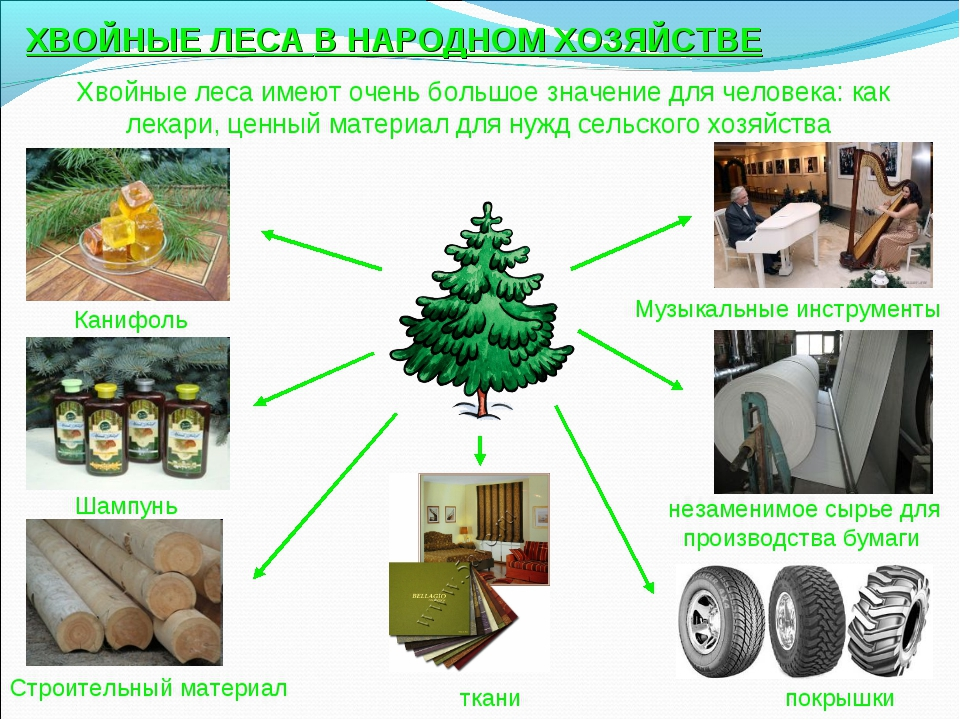 ХВОЙНЫЕ ЛЕСА В НАРОДНОМ ХОЗЯЙСТВЕ
Хвойные леса имеют очень большое значение для человека: как
лекари, ценный материал для нужд сельского хозяйства
Канифоль
Музыкальные инструменты
Шампунь
незаменимое сырье для
производства бумаги
BELLAGIO
Строительный материал
ткани
покрышки